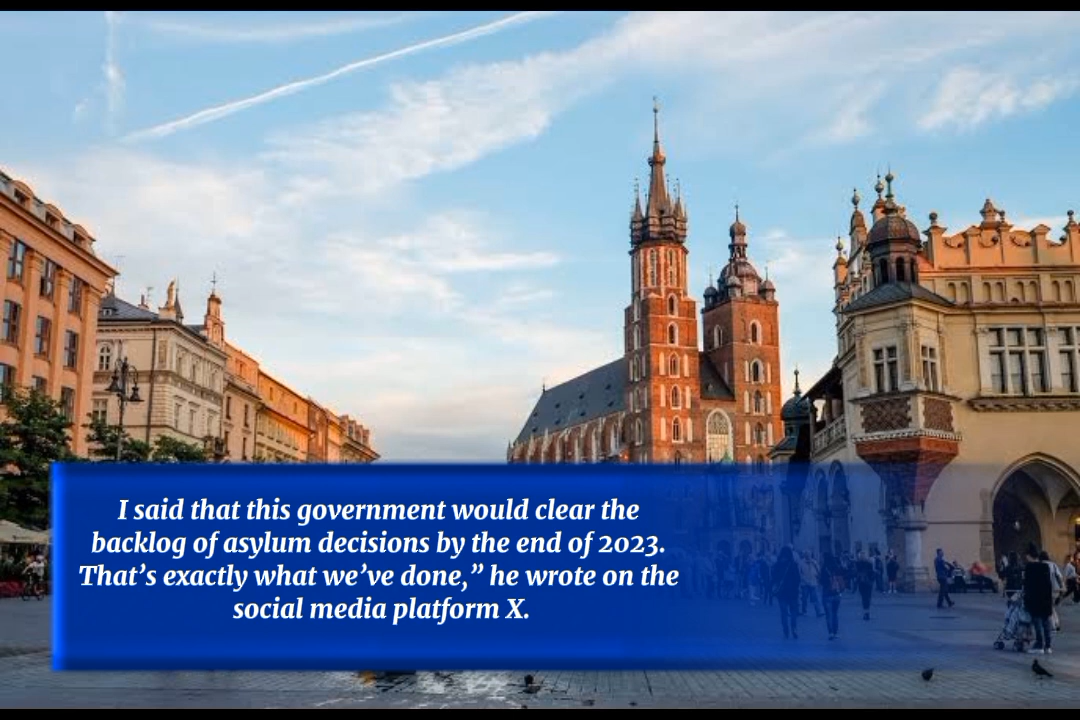 I said that this government would clear the
backlog of asylum decisions by the end of 2023.
That’s exactly what we’ve done,” he wrote on the
social media platform X.